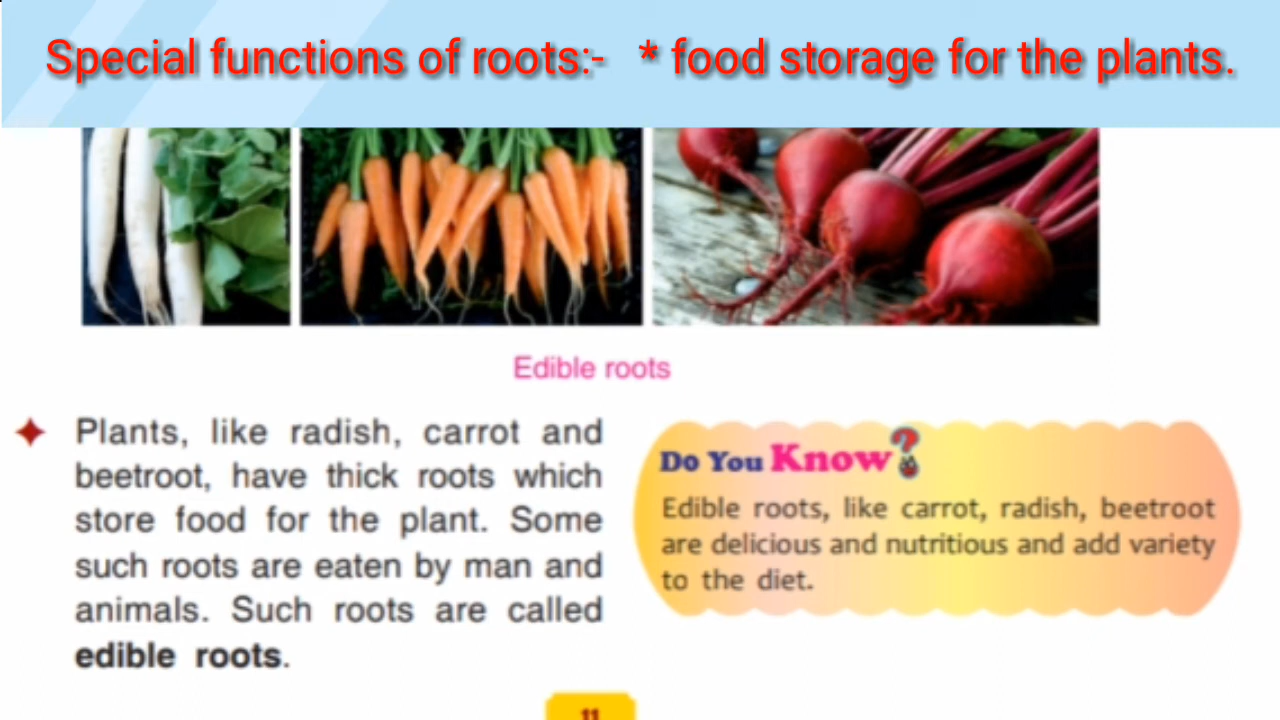 Special functions of roots:- * food storage for the plants.
Edible roots
Plants, like radish, carrot and
beetroot, have thick roots which
store food for the plant. Some
such roots are eaten by man and
animals. Such roots are called
edible roots.
Do You Know?
Edible roots, like carrot, radish, beetroot
are delicious and nutritious and add variety
to the diet.
11